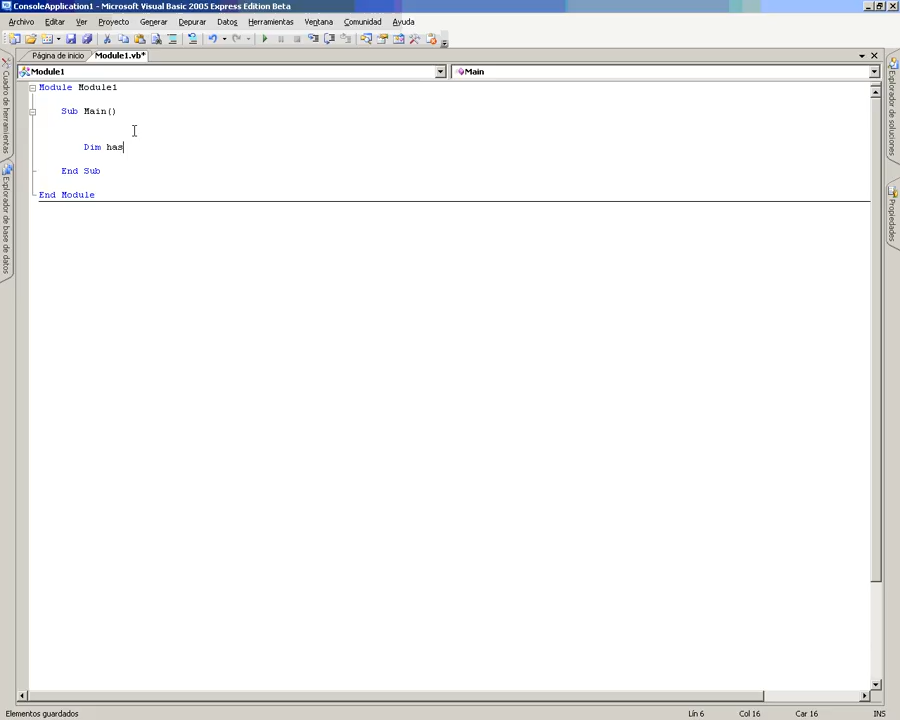 ConsoleApplication1 - Microsoft Visual Basic 2005 Express Edition Beta
Archivo Editar Ver Proyecto Generar Depurar Datos Herramientas Ventana Comunidad Ayuda
Página de inicio Module1.vb*
Module1 Main
Module Module1
Sub Main()
Dim has
End Sub
End Module
Cuadro de herramientas
Explorador de base de datos
Explorador de soluciones
Propiedades
Elementos guardados Lín 6 Col 16 Car 16 INS